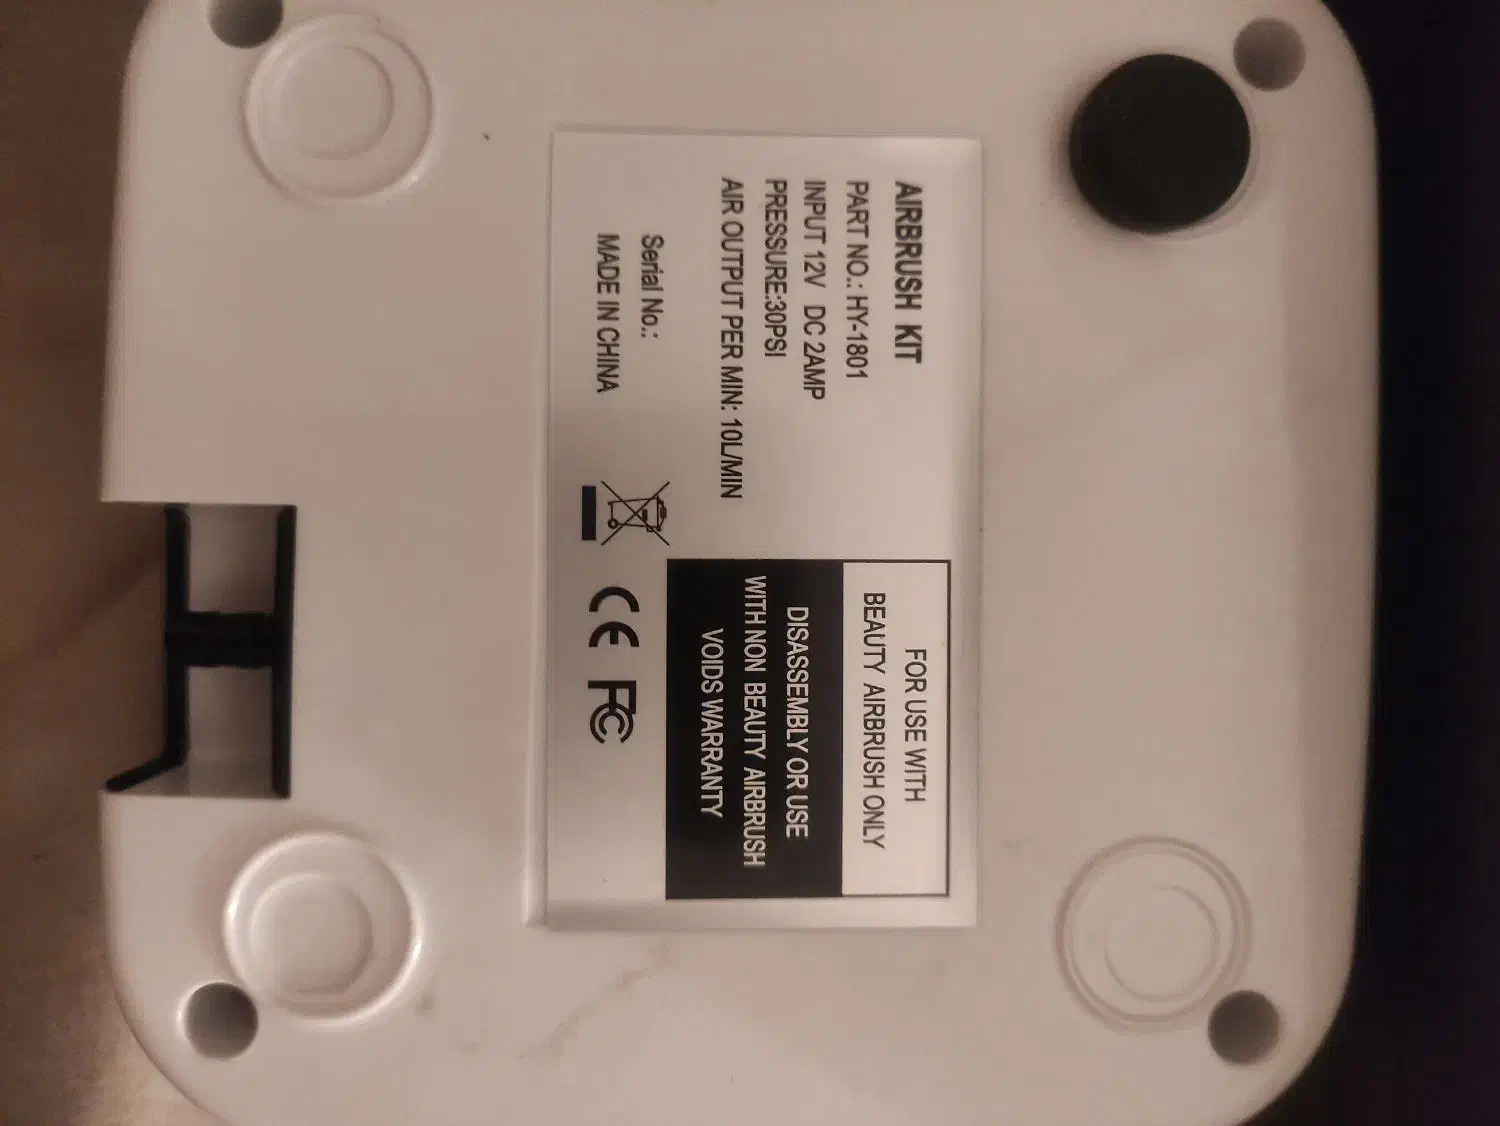 AIRBRUSH KIT
PART NO.: HY-1801
INPUT 12V DC 2AMP
PRESSURE:30PSI
AIR OUTPUT PER MIN: 10L/MIN
Serial No.:
MADE IN CHINA
FOR USE WITH
BEAUTY AIRBRUSH ONLY
DISASSEMBLY OR USE
WITH NON BEAUTY AIRBRUSH
VOIDS WARRANTY
CE FC